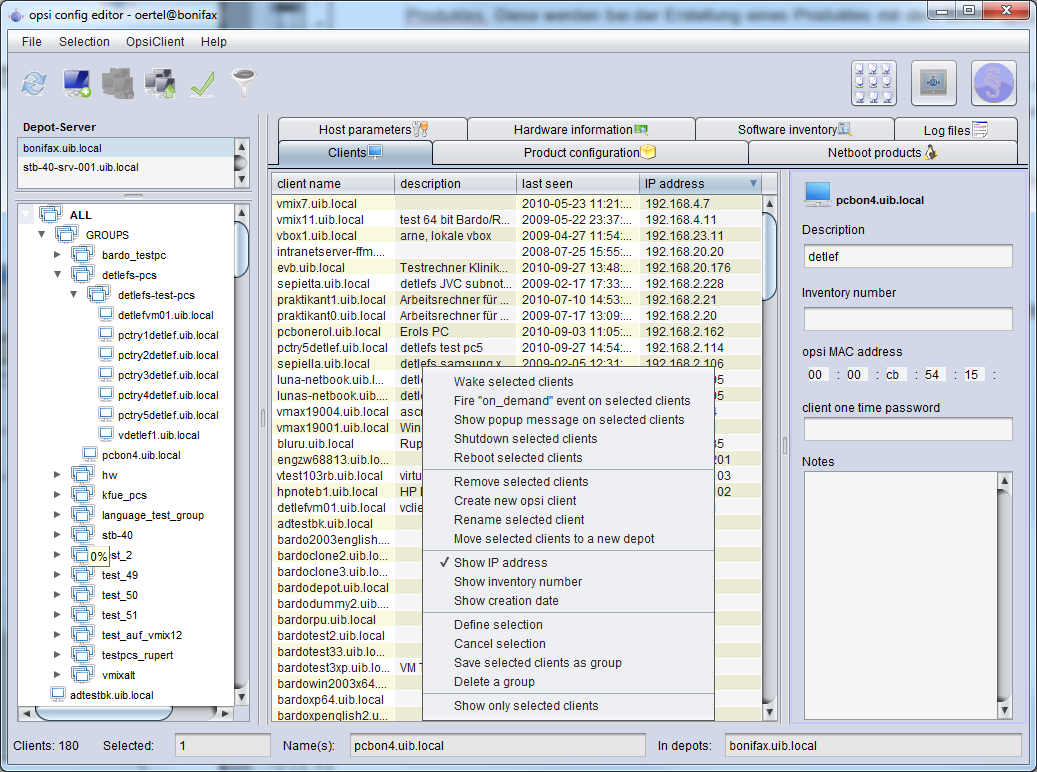 Produktes. Diese werden bei der Erstellung eines Produktes mit de
opsi config editor - oertel@bonifax
File Selection OpsiClient Help
Depot-Server
bonifax.uib.local
stb-40-srv-001.uib.local
ALL
GROUPS
bardo_testpc
detlefs-pcs
detlefs-test-pcs
detlefvm01.uib.local
pctry1detlef.uib.local
pctry2detlef.uib.local
pctry3detlef.uib.local
pctry4detlef.uib.local
pctry5detlef.uib.local
vdetlef1.uib.local
pcbon4.uib.local
hw
kfue_pcs
language_test_group
stb-40
0% st_2
test_49
test_50
test_51
test_auf_vmix12
testpcs_rupert
vmixalt
adtestbk.uib.local
Host parameters Hardware information Software inventory Log files
Clients Product configuration Netboot products
client name description last seen IP address
vmix7.uib.local 2010-05-23 11:21:... 192.168.4.7
vmix11.uib.local test 64 bit Bardo/R... 2009-05-22 23:37:... 192.168.4.11
vbox1.uib.local arne, lokale vbox 2009-04-27 11:54:... 192.168.23.11
intranetserver-ffm.... 2008-07-25 15:55:... 192.168.20.20
evb.uib.local Testrechner Klinik... 2010-09-27 13:48:... 192.168.20.176
sepietta.uib.local detlefs JVC subnot... 2009-02-17 17:33:... 192.168.2.228
praktikant1.uib.local Arbeitsrechner für ... 2010-07-10 14:53:... 192.168.2.21
praktikant0.uib.local Arbeitsrechner für ... 2009-07-17 13:09:... 192.168.2.20
pcbonerol.uib.local Erols PC 2010-09-03 11:05:... 192.168.2.162
pctry5detlef.uib.local detlefs test pc5 2010-09-27 14:54:... 192.168.2.114
sepiella.uib.local detlefs samsung x... 2009-02-05 12:31:... 192.168.2.106
luna-netbook.uib.l... detl 05
lunas-netbook.uib.... detl 05
vmax19004.uib.local ascr 4
vmax19001.uib.local Wind
bluru.uib.local Rup 35
engzw68813.uib.lo... 201
vtest103rb.uib.local virtu 03
hpnoteb1.uib.local HP 02
detlefvm01.uib.local vclie
adtestbk.uib.local
bardo2003english....
bardoclone2.uib.lo...
bardoclone3.uib.lo...
bardodepot.uib.local
bardodummy2.uib....
bardorpu.uib.local
bardotest2.uib.local
bardotest33.uib.local
bardotest3xp.uib.local VM T
bardowin2003x64....
bardoxp64.uib.local
bardoxpenglish2.u...
Wake selected clients
Fire "on_demand" event on selected clients
Show popup message on selected clients
Shutdown selected clients
Reboot selected clients
Remove selected clients
Create new opsi client
Rename selected client
Move selected clients to a new depot
✓ Show IP address
Show inventory number
Show creation date
Define selection
Cancel selection
Save selected clients as group
Delete a group
Show only selected clients
pcbon4.uib.local
Description
detlef
Inventory number
opsi MAC address
00 : 00 : cb : 54 : 15 :
client one time password
Notes
Clients: 180 Selected: 1 Name(s): pcbon4.uib.local In depots: bonifax.uib.local